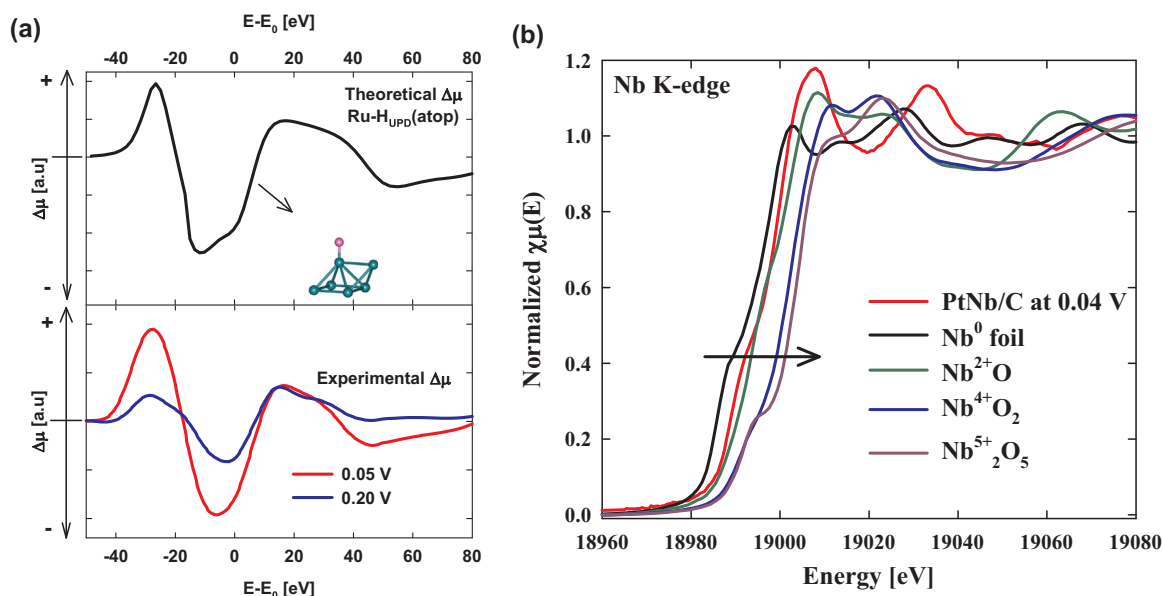 (a)
E-E₀ [eV]
-40 -20 0 20 40 60 80
+
Theoretical Δμ
Ru-H_UPD(atop)
Δμ [a.u]
-
+
Experimental Δμ
Δμ [a.u]
0.05 V
0.20 V
-
-40 -20 0 20 40 60 80
E-E₀ [eV]
(b)
Nb K-edge
1.2
1.0
0.8
0.6
0.4
0.2
0.0
Normalized χμ(E)
PtNb/C at 0.04 V
Nb⁰ foil
Nb²⁺O
Nb⁴⁺O₂
Nb⁵⁺₂O₅
18960 18980 19000 19020 19040 19060 19080
Energy [eV]